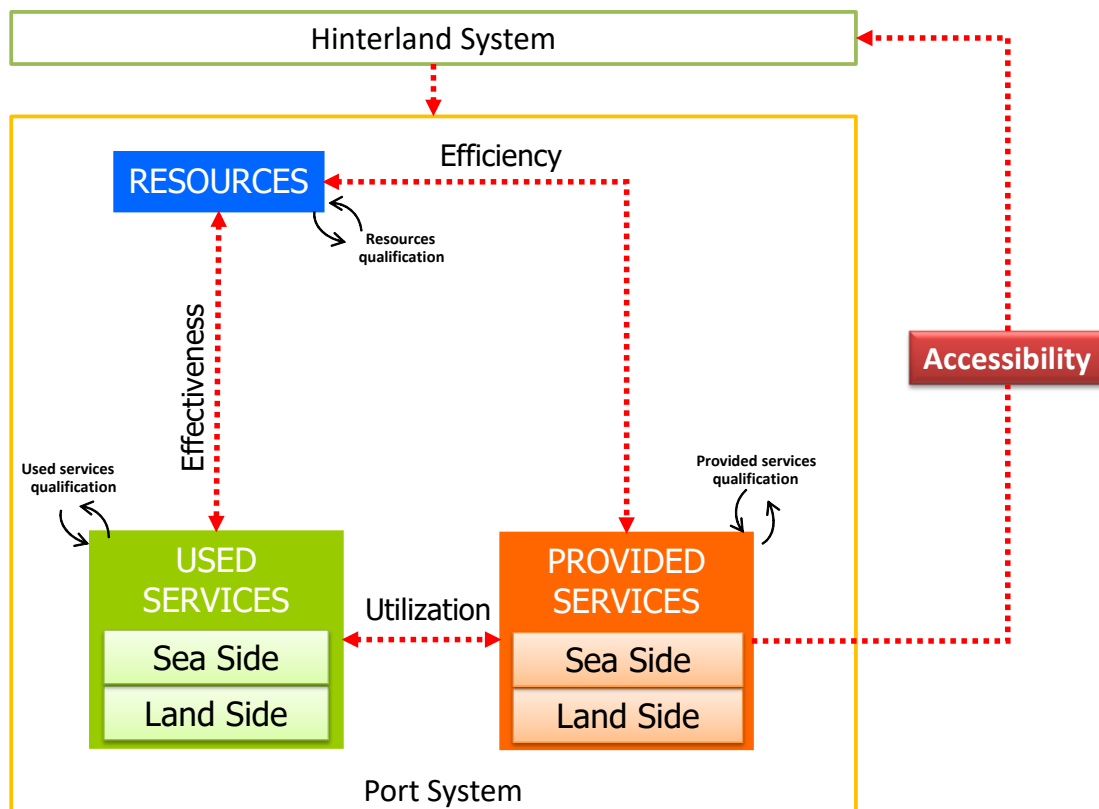 Hinterland System
Efficiency
RESOURCES
Resources
qualification
Effectiveness
Accessibility
Used services
qualification
Provided services
qualification
USED
SERVICES
PROVIDED
SERVICES
Utilization
Sea Side
Land Side
Sea Side
Land Side
Port System